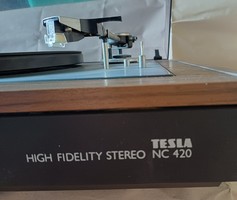 TESLA
HIGH FIDELITY STEREO NC 420